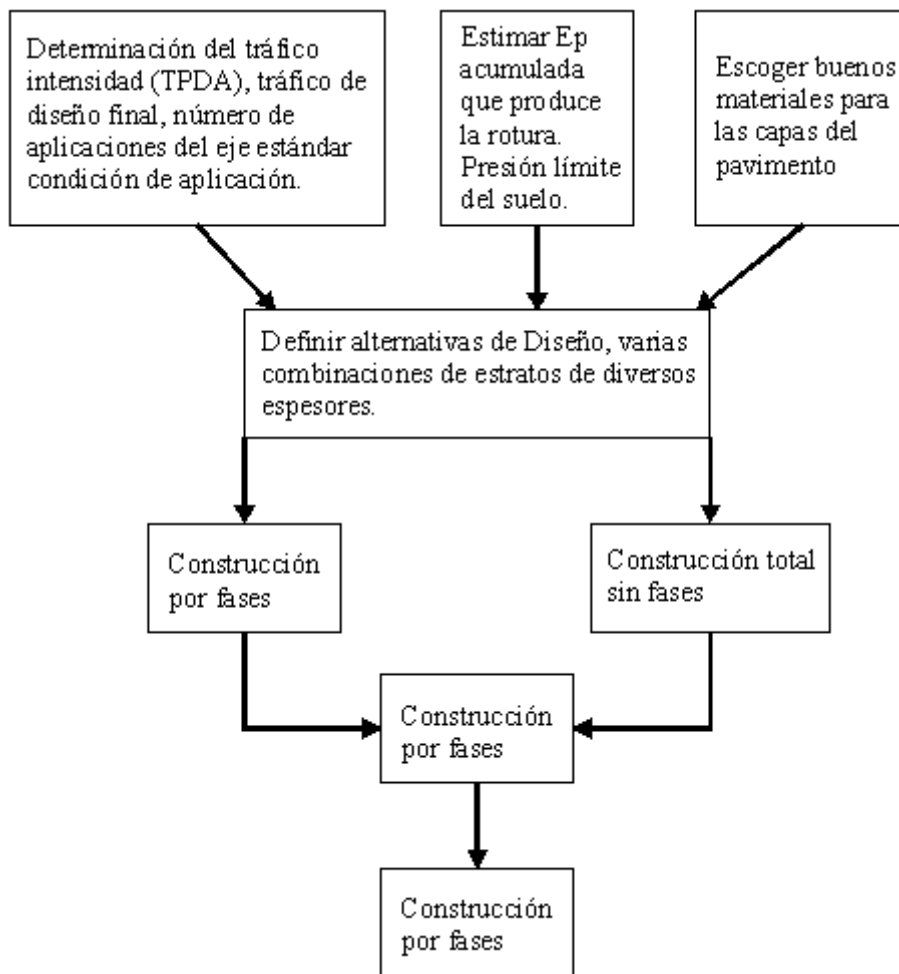 Determinación del tráfico
intensidad (TPDA), tráfico de
diseño final, número de
aplicaciones del eje estándar
condición de aplicación.
Estimar Ep
acumulada
que produce
la rotura.
Presión límite
del suelo.
Escoger buenos
materiales para
las capas del
pavimento
Definir alternativas de Diseño, varias
combinaciones de estratos de diversos
espesores.
Construcción
por fases
Construcción total
sin fases
Construcción
por fases
Construcción
por fases